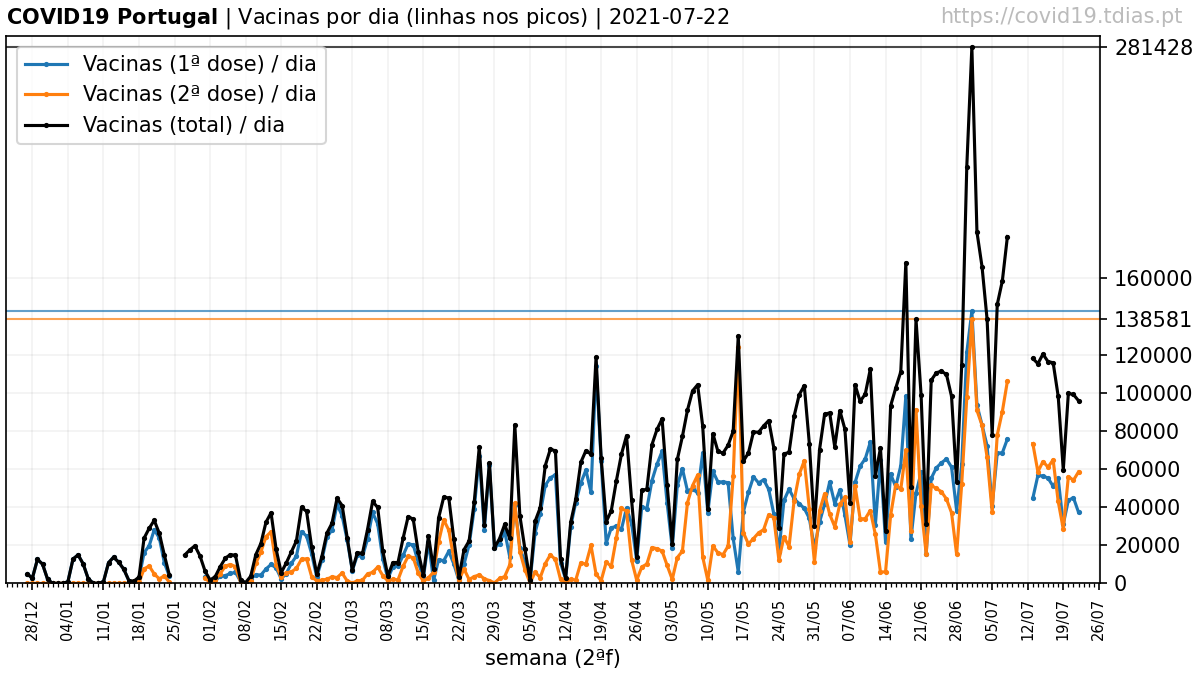 COVID19 Portugal | Vacinas por dia (linhas nos picos) | 2021-07-22
https://covid19.tdias.pt
Vacinas (1ª dose) / dia
Vacinas (2ª dose) / dia
Vacinas (total) / dia
281428
160000
138581
120000
100000
80000
60000
40000
20000
0
28/12 04/01 11/01 18/01 25/01 01/02 08/02 15/02 22/02 01/03 08/03 15/03 22/03 29/03 05/04 12/04 19/04 26/04 03/05 10/05 17/05 24/05 31/05 07/06 14/06 21/06 28/06 05/07 12/07 19/07 26/07
semana (2ªf)